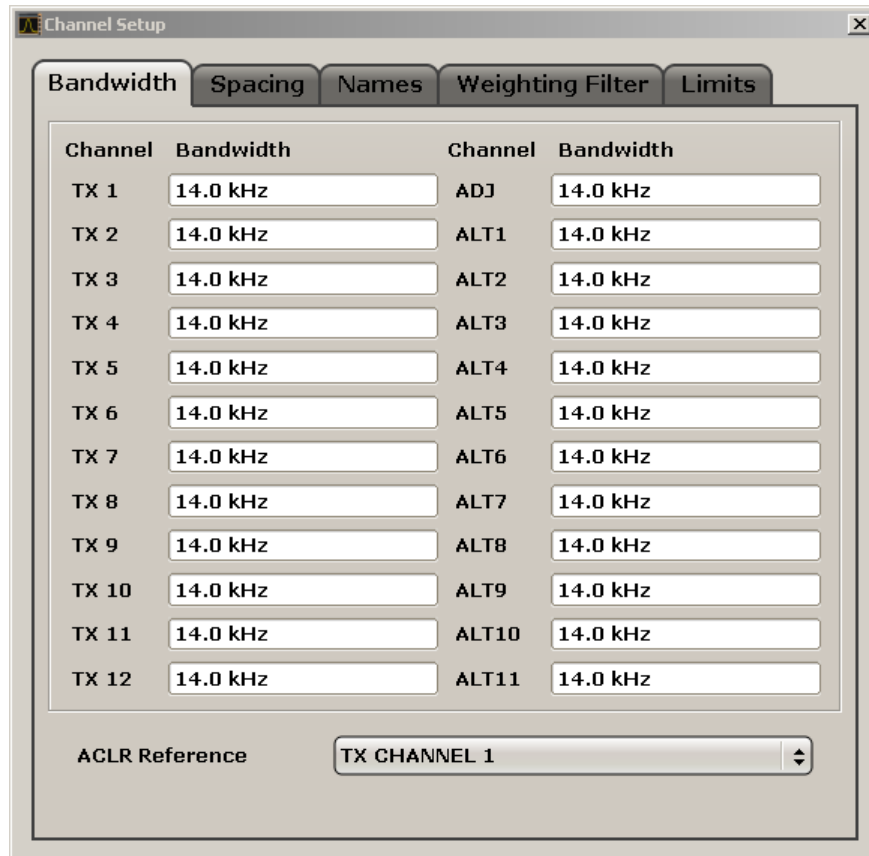 Channel Setup
Bandwidth Spacing Names Weighting Filter Limits
Channel Bandwidth Channel Bandwidth
TX 1 14.0 kHz ADJ 14.0 kHz
TX 2 14.0 kHz ALT1 14.0 kHz
TX 3 14.0 kHz ALT2 14.0 kHz
TX 4 14.0 kHz ALT3 14.0 kHz
TX 5 14.0 kHz ALT4 14.0 kHz
TX 6 14.0 kHz ALT5 14.0 kHz
TX 7 14.0 kHz ALT6 14.0 kHz
TX 8 14.0 kHz ALT7 14.0 kHz
TX 9 14.0 kHz ALT8 14.0 kHz
TX 10 14.0 kHz ALT9 14.0 kHz
TX 11 14.0 kHz ALT10 14.0 kHz
TX 12 14.0 kHz ALT11 14.0 kHz
ACLR Reference TX CHANNEL 1